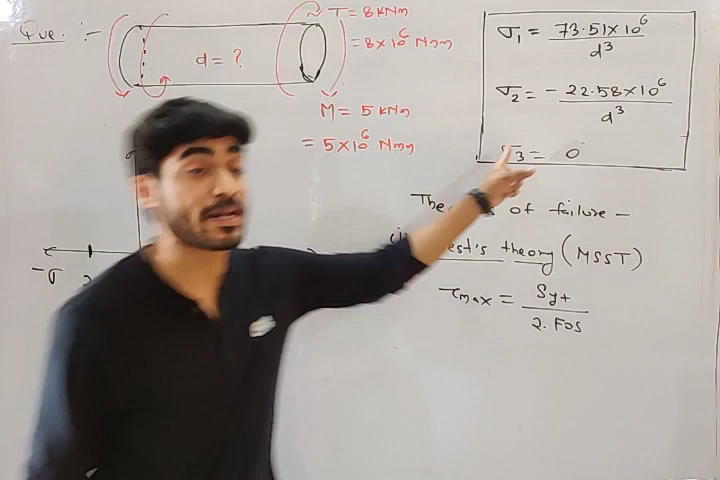 Que. :-
T = 8 kNm
= 8×10⁶ Nmm
d = ?
M = 5 kNm
= 5×10⁶ Nmm
σ₁ = 73.51×10⁶ / d³
σ₂ = - 22.58×10⁶ / d³
σ₃ = 0
of failure -
theory (MSST)
τmax = Syt / 2. FOS
-σ